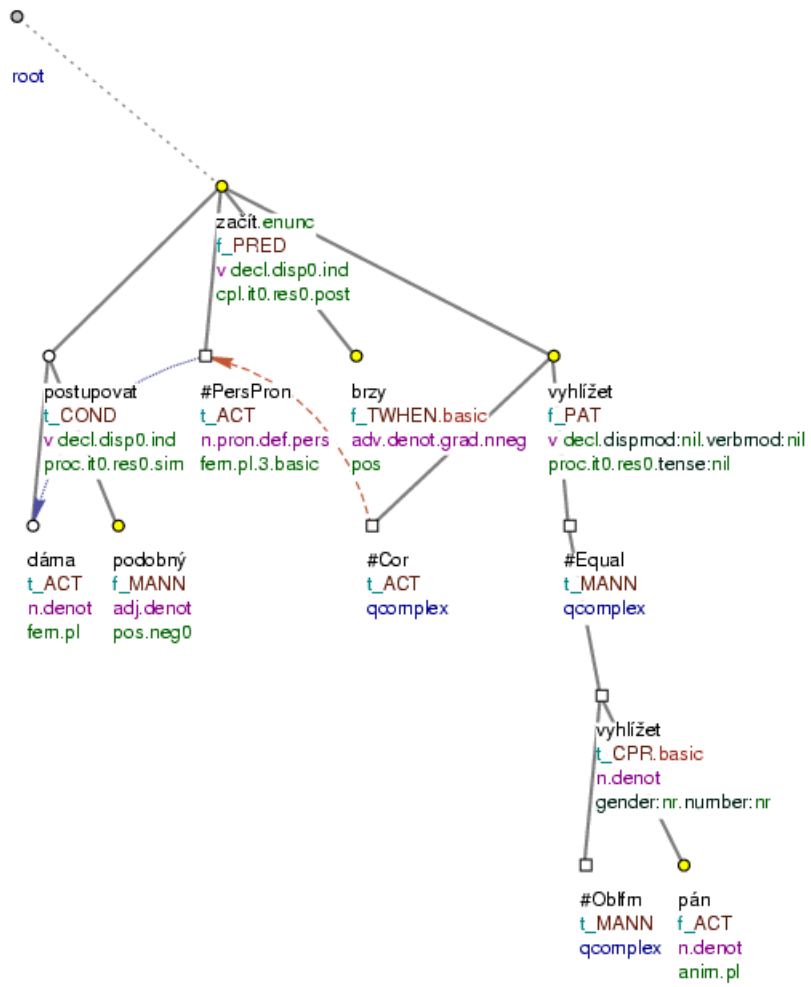 root
začít.enunc
f_PRED
v decl.disp0.ind
cpl.it0.res0.post
postupovat
t_COND
v decl.disp0.ind
proc.it0.res0.sim
#PersPron
t_ACT
n.pron.def.pers
fem.pl.3.basic
brzy
f_TWHEN.basic
adv.denot.grad.nneg
pos
vyhlížet
f_PAT
v decl.dispmod:nil.verbmod:nil
proc.it0.res0.tense:nil
dáma
t_ACT
n.denot
fem.pl
podobný
f_MANN
adj.denot
pos.neg0
#Cor
t_ACT
qcomplex
#Equal
t_MANN
qcomplex
vyhlížet
t_CPR.basic
n.denot
gender:nr.number:nr
#Oblfm
t_MANN
qcomplex
pán
f_ACT
n.denot
anim.pl